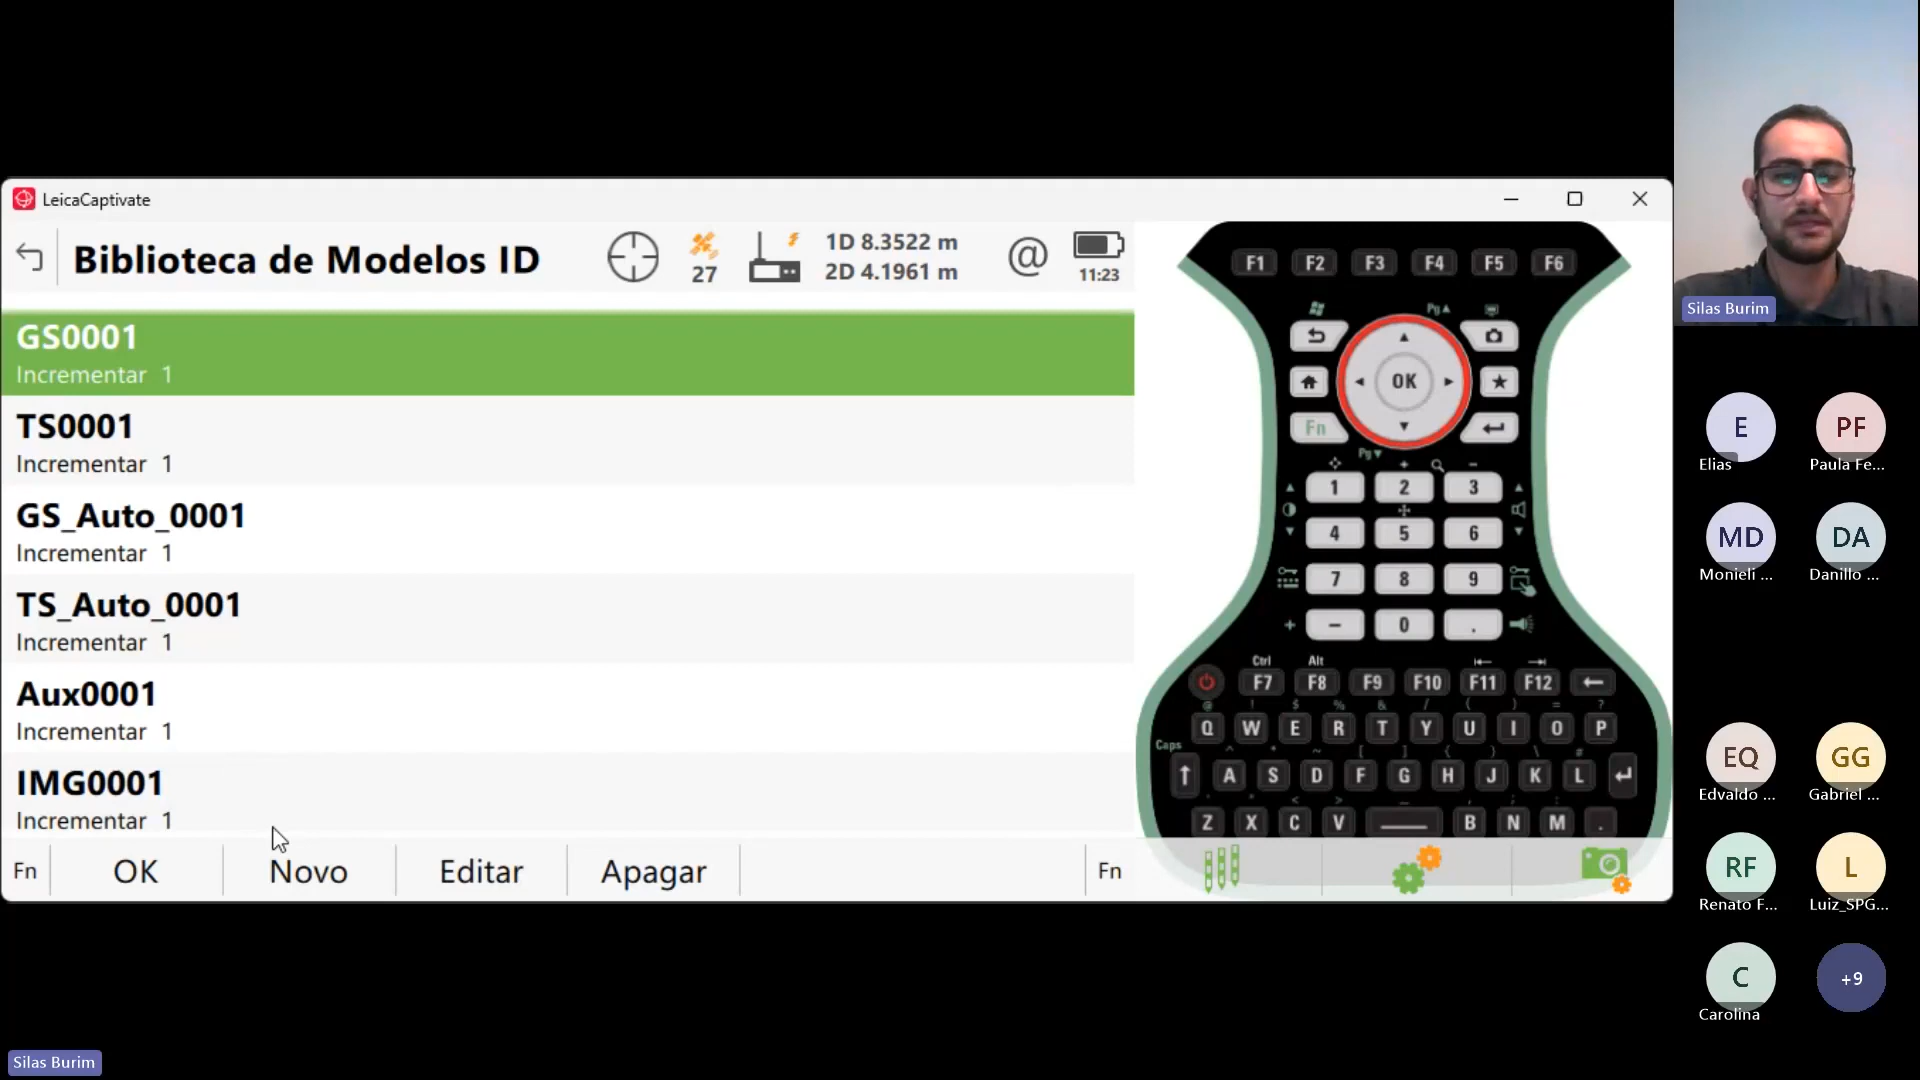 LeicaCaptivate
Biblioteca de Modelos ID
27
1D 8.3522 m
2D 4.1961 m
@
11:23
GS0001
Incrementar 1
TS0001
Incrementar 1
GS_Auto_0001
Incrementar 1
TS_Auto_0001
Incrementar 1
Aux0001
Incrementar 1
IMG0001
Incrementar 1
Fn
OK
Novo
Editar
Apagar
Fn
F1 F2 F3 F4 F5 F6
Pg▲
OK
Fn
Pg▼
+ -
1 2 3
4 5 6
7 8 9
+ - 0 .
Ctrl Alt
F7 F8 F9 F10 F11 F12
@ ! $ % & / ( ) = ?
Q W E R T Y U I O P
Caps
A S D F G H J K L
Z X C V B N M .
Silas Burim
E
Elias
PF
Paula Fe...
MD
Monieli ...
DA
Danillo ...
EQ
Edvaldo ...
GG
Gabriel ...
RF
Renato F...
L
Luiz_SPG...
C
Carolina
+9
Silas Burim